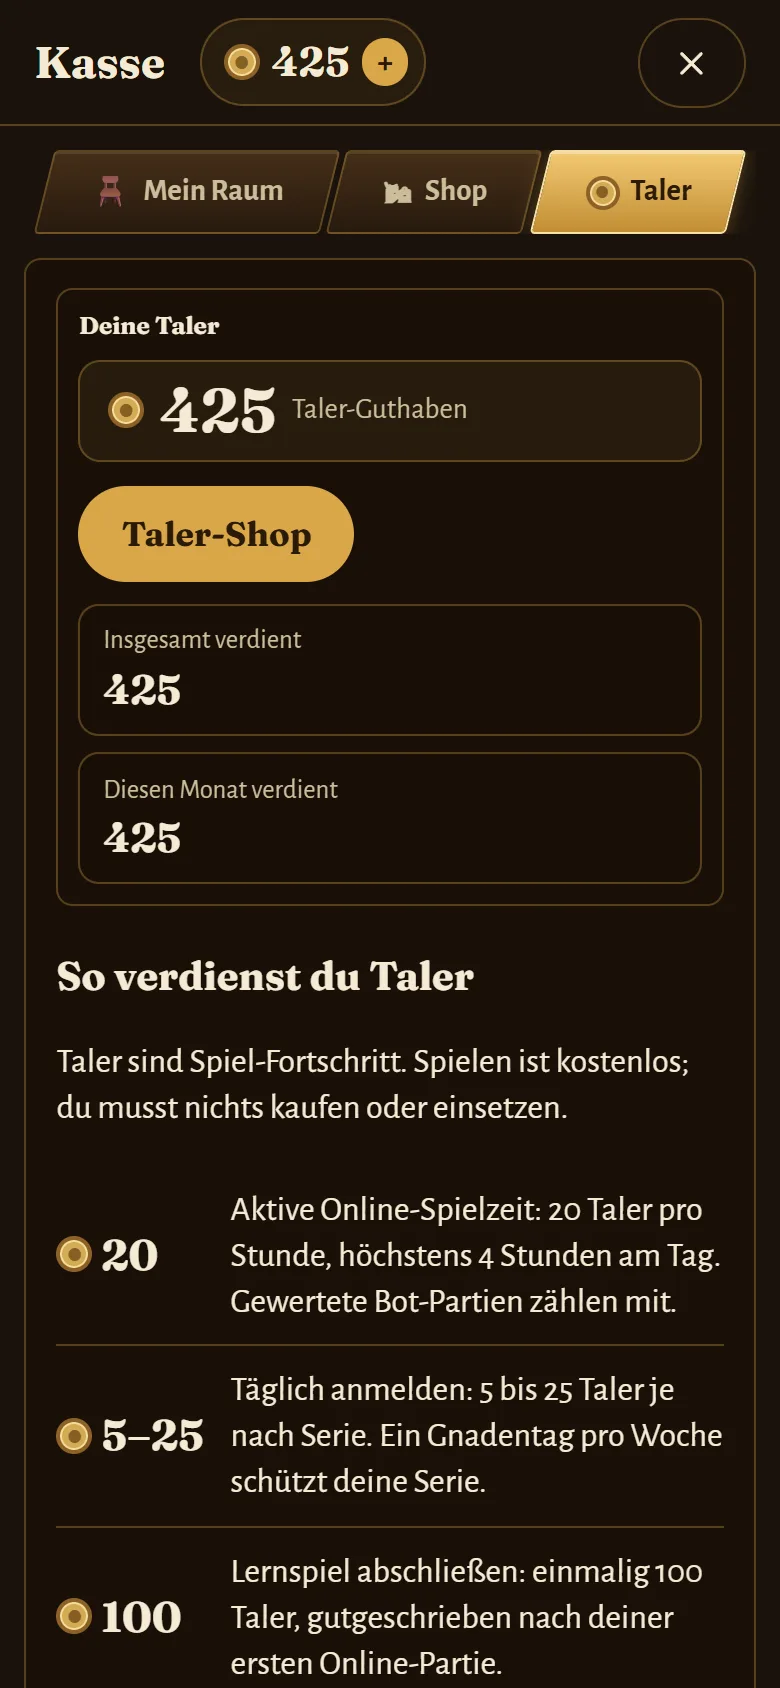 Kasse
425
+
Mein Raum
Shop
Taler
Deine Taler
425 Taler-Guthaben
Taler-Shop
Insgesamt verdient
425
Diesen Monat verdient
425
So verdienst du Taler
Taler sind Spiel-Fortschritt. Spielen ist kostenlos;
du musst nichts kaufen oder einsetzen.
20
Aktive Online-Spielzeit: 20 Taler pro
Stunde, höchstens 4 Stunden am Tag.
Gewertete Bot-Partien zählen mit.
5–25
Täglich anmelden: 5 bis 25 Taler je
nach Serie. Ein Gnadentag pro Woche
schützt deine Serie.
100
Lernspiel abschließen: einmalig 100
Taler, gutgeschrieben nach deiner
ersten Online-Partie.